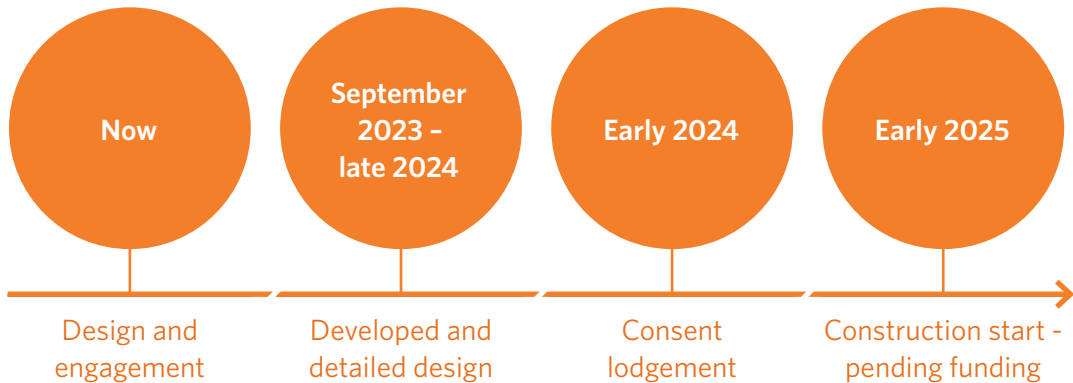 Now
September
2023 –
late 2024
Early 2024
Early 2025
Design and
engagement
Developed and
detailed design
Consent
lodgement
Construction start -
pending funding